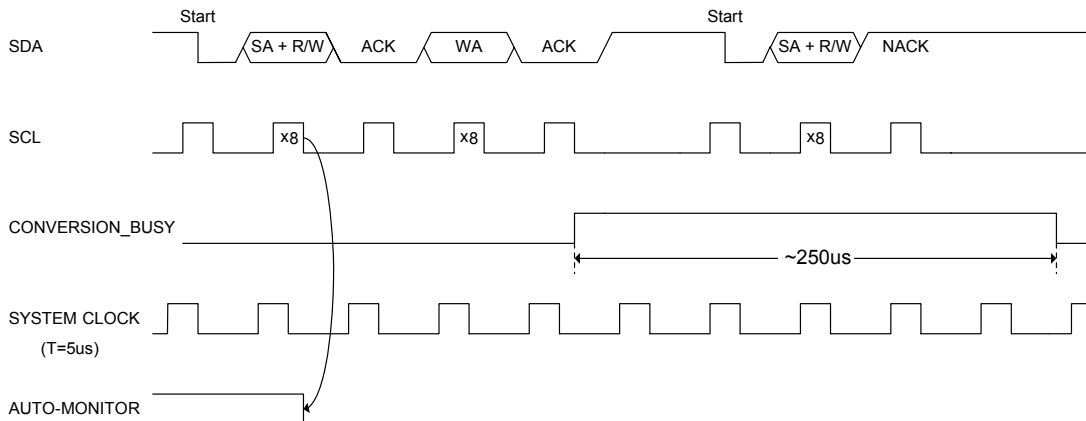 Start Start
SDA SA + R/W ACK WA ACK SA + R/W NACK
SCL x8 x8 x8
CONVERSION_BUSY
~250us
SYSTEM CLOCK
(T=5us)
AUTO-MONITOR